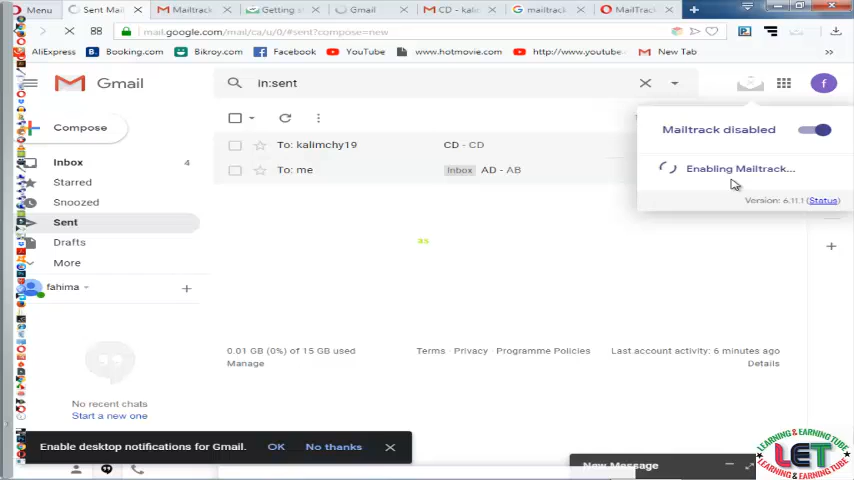 Menu
Sent Mail
Mailtrack
Getting s
Gmail
CD - kali
mailtrack
MailTrac
mail.google.com/mail/ca/u/0/#sent?compose=new
AliExpress
Booking.com
Bikroy.com
Facebook
YouTube
www.hotmovie.com
http://www.youtube
New Tab
Gmail
in:sent
f
Compose
Mailtrack disabled
Enabling Mailtrack...
Version: 6.11.1 (Status)
To: kalimchy19 CD - CD
To: me Inbox AD - AB
Inbox 4
Starred
Snoozed
Sent
Drafts
More
as
fahima
0.01 GB (0%) of 15 GB used
Manage
Terms Privacy Programme Policies
Last account activity: 6 minutes ago
Details
No recent chats
Start a new one
Enable desktop notifications for Gmail. OK No thanks
New Message
LEARNING & EARNING TUBE
LET
LEARNING & EARNING TUBE